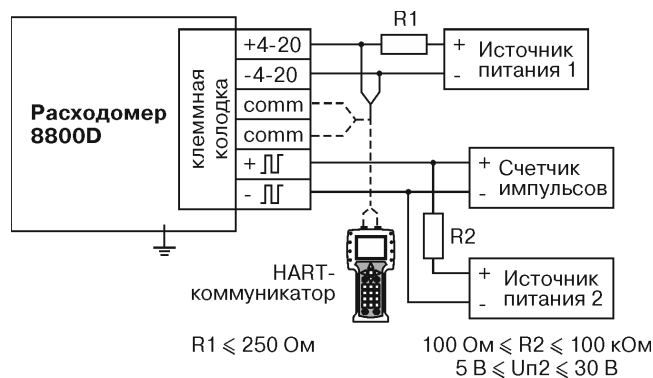 R1
+4-20
+
Источник
-4-20
-
питания 1
клеммная
колодка
comm
Расходомер
8800D
comm
+
+
Счетчик
-
-
импульсов
R2
HART-
коммуникатор
+
Источник
-
питания 2
R1 ⩽ 250 Ом
100 Ом ⩽ R2 ⩽ 100 кОм
5 В ⩽ Uп2 ⩽ 30 В